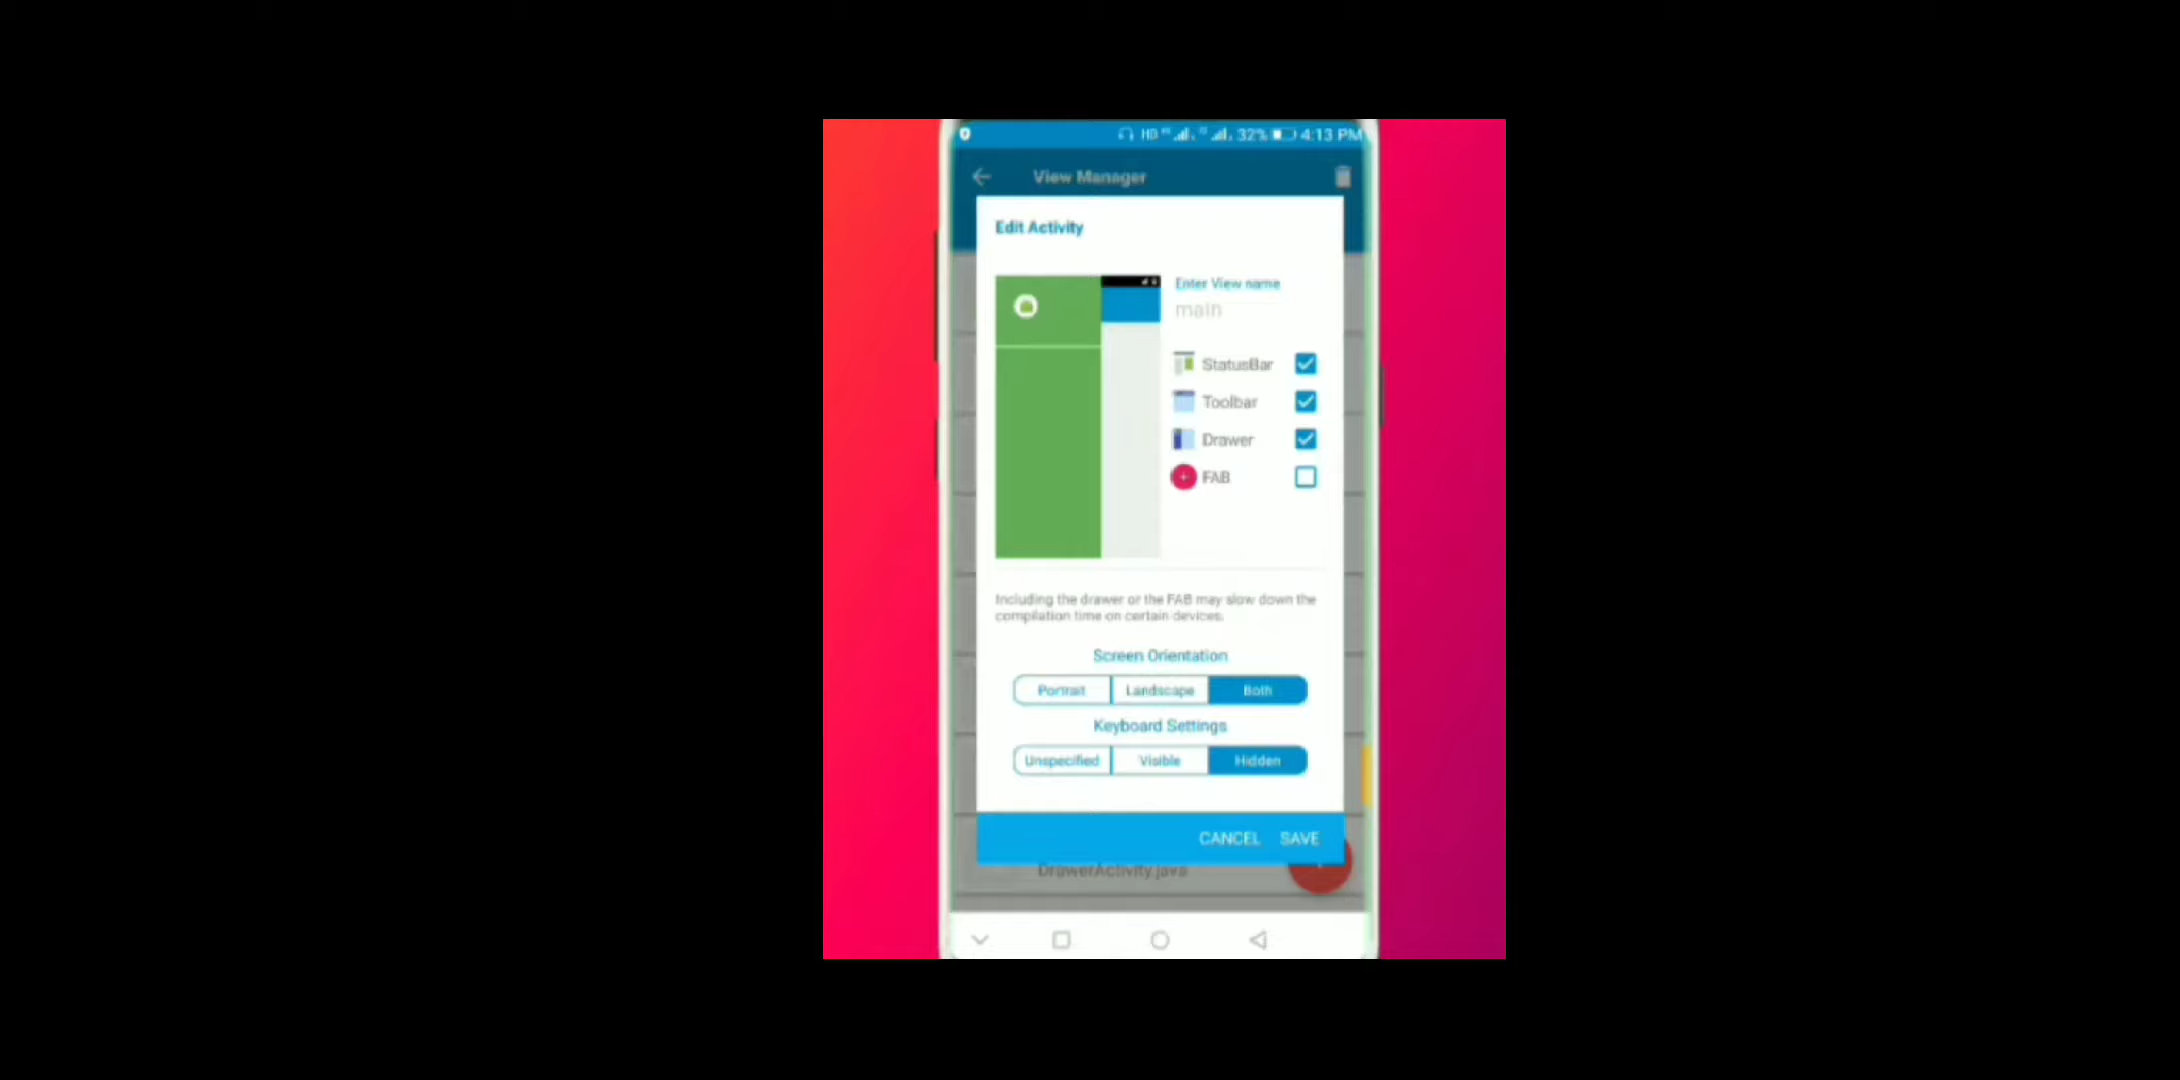 HD 32% 4:13 PM
View Manager
Edit Activity
Enter View name
main
StatusBar
Toolbar
Drawer
FAB
Including the drawer or the FAB may slow down the
compilation time on certain devices.
Screen Orientation
Portrait Landscape Both
Keyboard Settings
Unspecified Visible Hidden
CANCEL SAVE
DrawerActivity.java